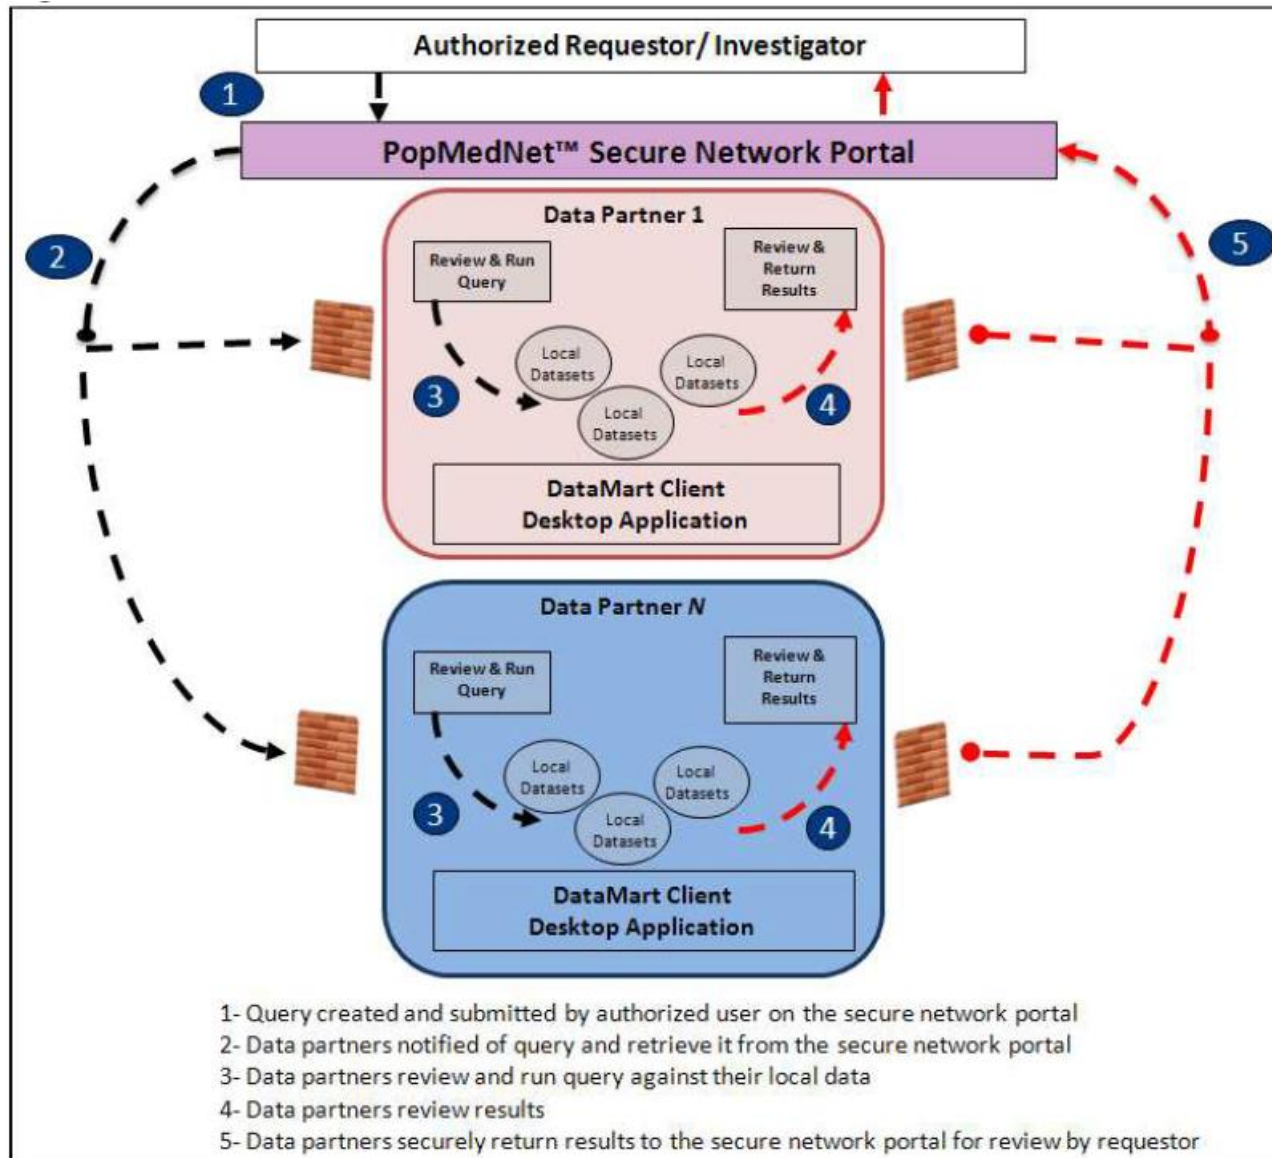 Authorized Requestor/ Investigator
1
PopMedNet™ Secure Network Portal
2
5
Data Partner 1
Review & Run
Query
Review &
Return
Results
Local
Datasets
Local
Datasets
Local
Datasets
3
4
DataMart Client
Desktop Application
Data Partner N
Review & Run
Query
Review &
Return
Results
Local
Datasets
Local
Datasets
Local
Datasets
3
4
DataMart Client
Desktop Application
1- Query created and submitted by authorized user on the secure network portal
2- Data partners notified of query and retrieve it from the secure network portal
3- Data partners review and run query against their local data
4- Data partners review results
5- Data partners securely return results to the secure network portal for review by requestor